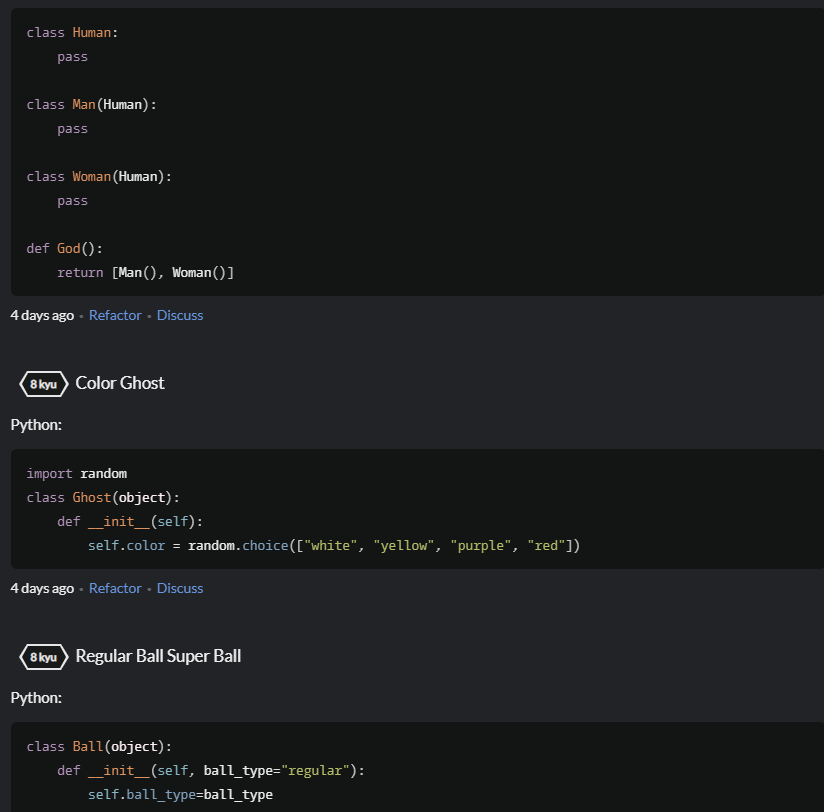 class Human:
    pass

class Man(Human):
    pass

class Woman(Human):
    pass

def God():
    return [Man(), Woman()]
4 days ago • Refactor • Discuss
8 kyu Color Ghost
Python:
import random
class Ghost(object):
    def __init__(self):
        self.color = random.choice(["white", "yellow", "purple", "red"])
4 days ago • Refactor • Discuss
8 kyu Regular Ball Super Ball
Python:
class Ball(object):
    def __init__(self, ball_type="regular"):
        self.ball_type=ball_type